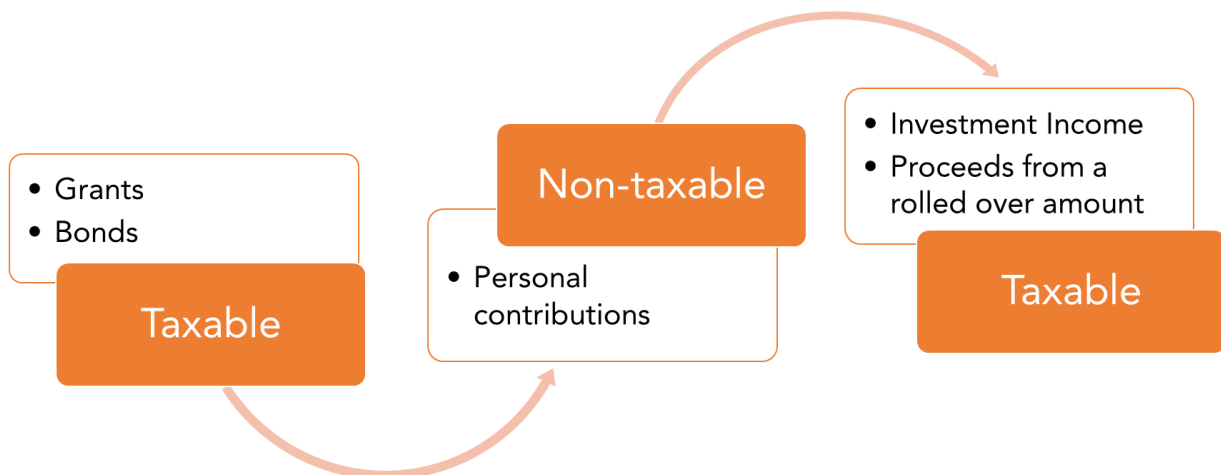 • Grants
• Bonds
Taxable
Non-taxable
• Personal
contributions
• Investment Income
• Proceeds from a
rolled over amount
Taxable